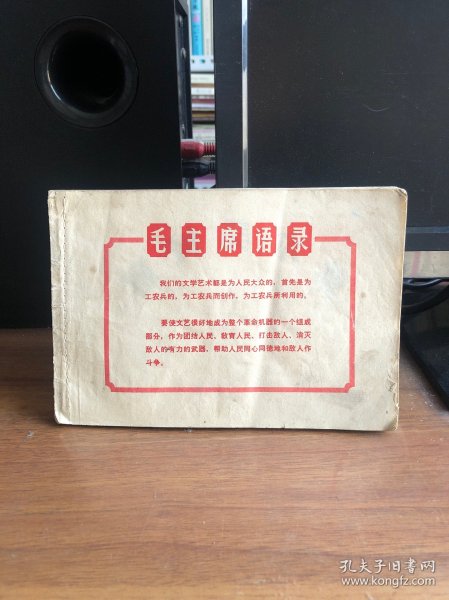 毛主席语录
我们的文学艺术都是为人民大众的，首先是为
工农兵的，为工农兵而创作，为工农兵所利用的。
要使文艺很好地成为整个革命机器的一个组成
部分，作为团结人民、教育人民、打击敌人、消灭
敌人的有力的武器，帮助人民同心同德地和敌人作
斗争。
孔夫子旧书网
www.kongfz.com